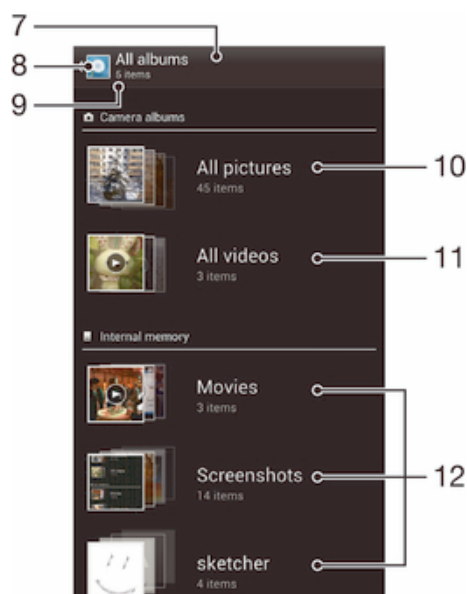 7
8
All albums
5 items
9
Camera albums
All pictures
45 items
10
All videos
3 items
11
Internal memory
Movies
3 items
Screenshots
14 items
12
sketcher
4 items